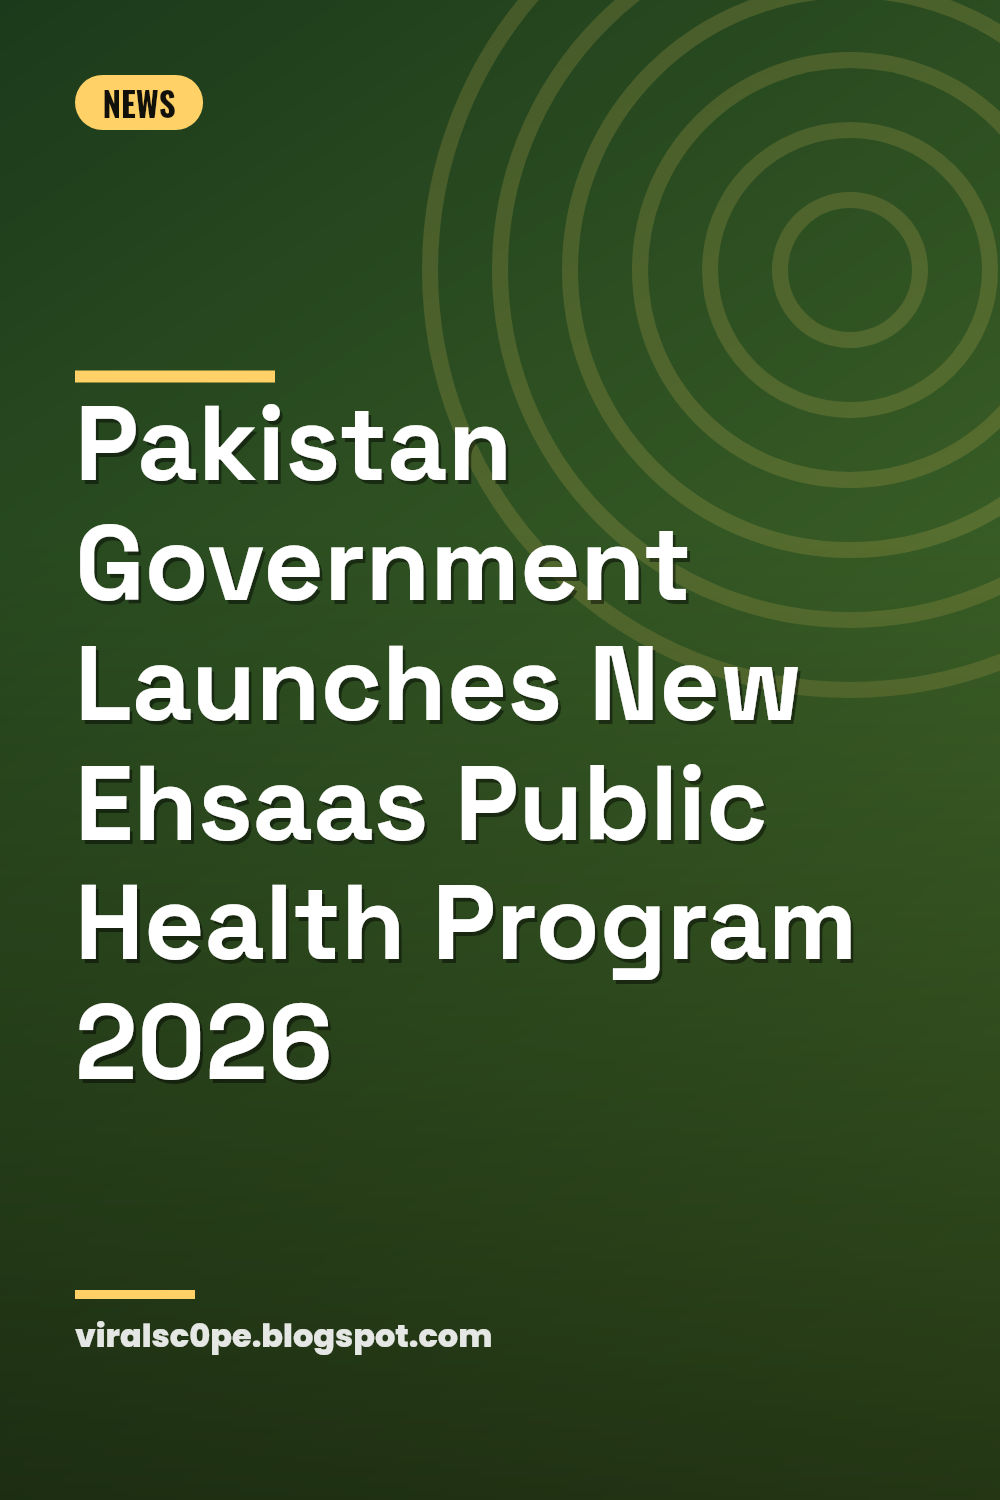 NEWS
Pakistan
Government
Launches New
Ehsaas Public
Health Program
2026
viralsc0pe.blogspot.com